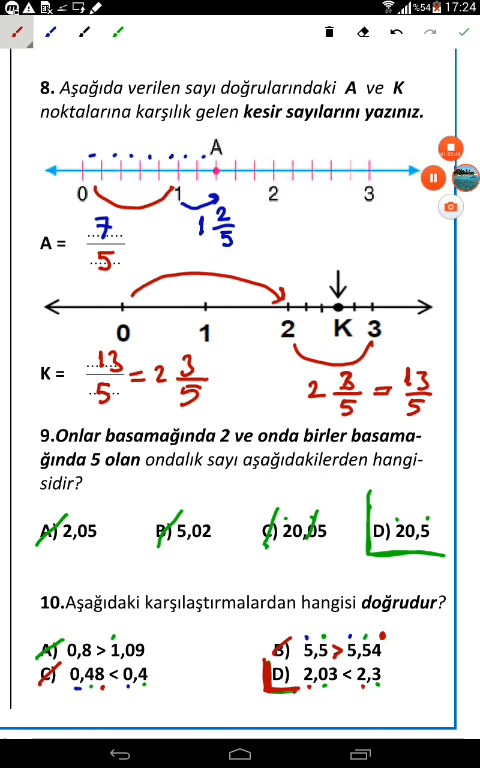 %54 17:24
8. Aşağıda verilen sayı doğrularındaki A ve K
noktalarına karşılık gelen kesir sayılarını yazınız.
A
0 1 2 3
1 2/5
A = 7/5
0 1 2 K 3
K = 13/5 = 2 3/5
2 3/5 = 13/5
9.Onlar basamağında 2 ve onda birler basama-
ğında 5 olan ondalık sayı aşağıdakilerden hangi-
sidir?
A) 2,05 B) 5,02 C) 20,05 D) 20,5
10.Aşağıdaki karşılaştırmalardan hangisi doğrudur?
A) 0,8 > 1,09 B) 5,5 > 5,54
C) 0,48 < 0,4 D) 2,03 < 2,3